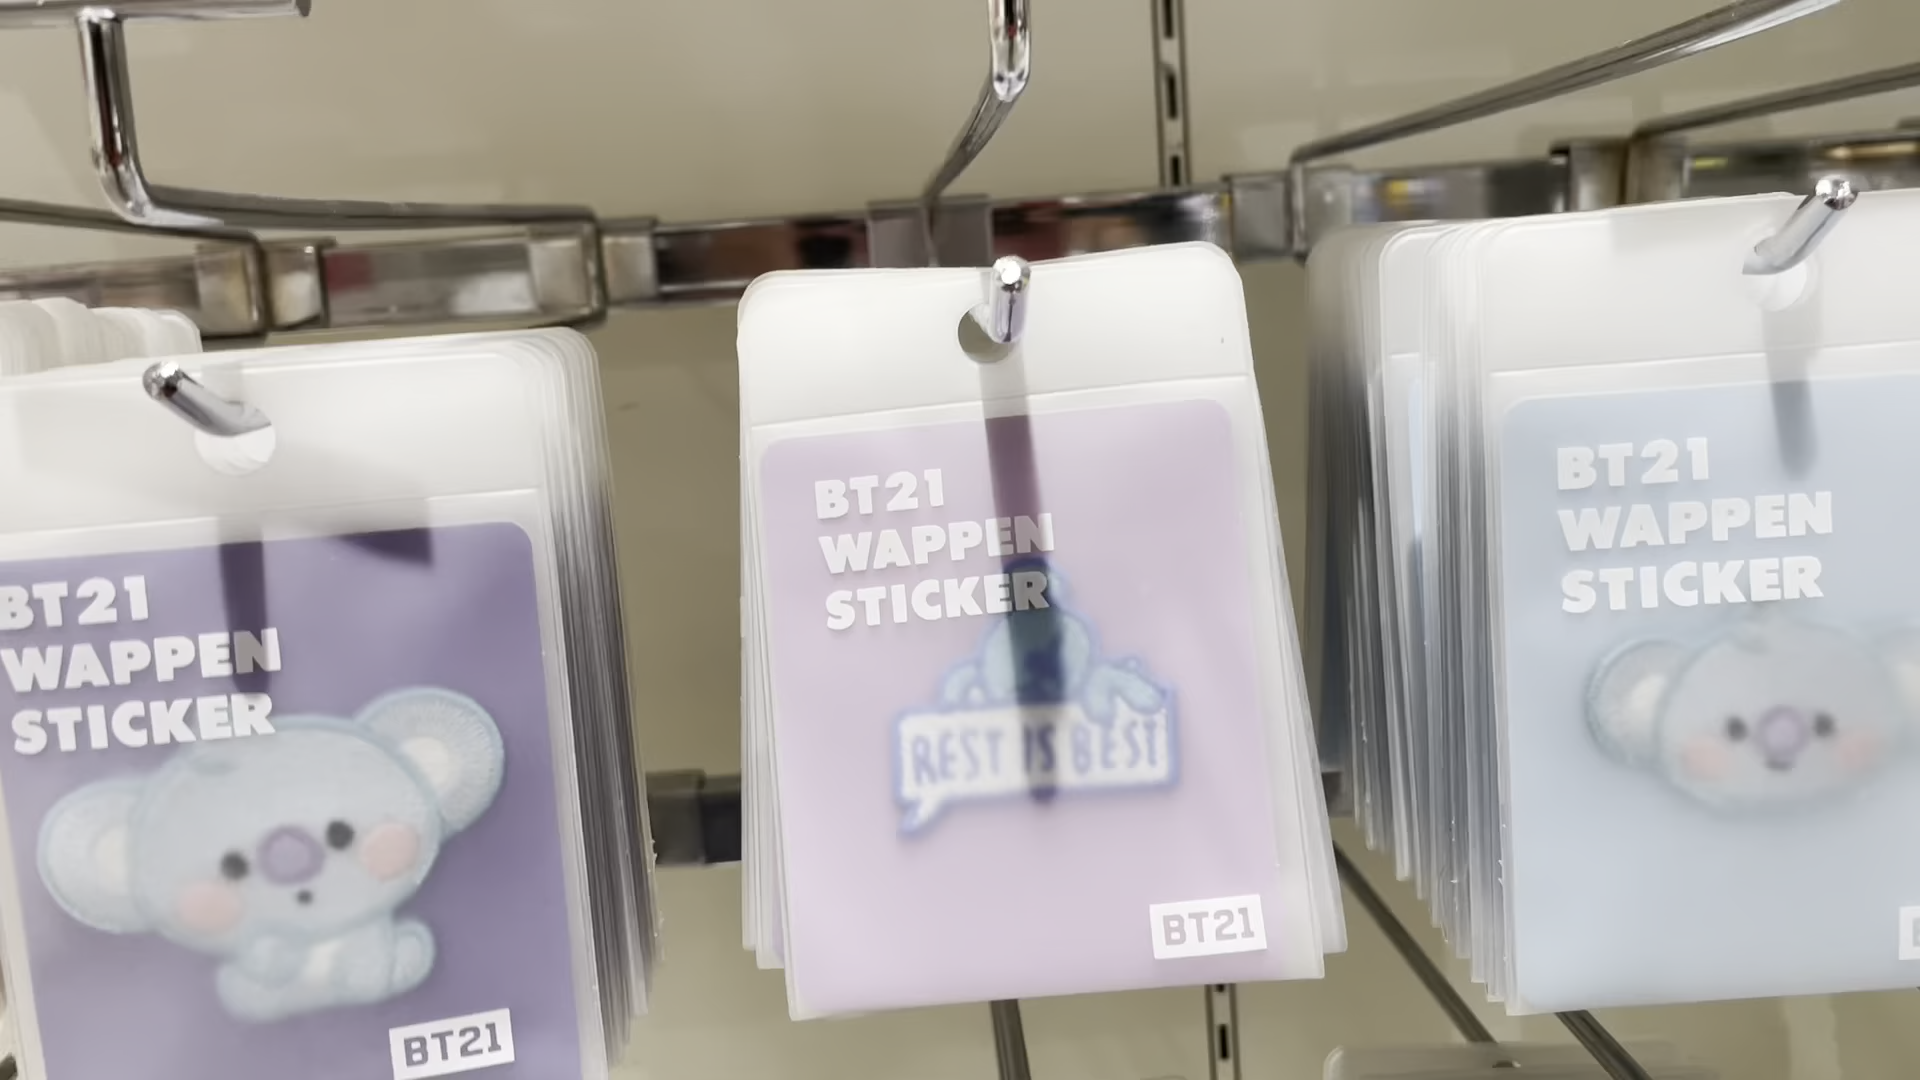 BT21
WAPPEN
STICKER
BT21
BT21
WAPPEN
STICKER
REST IS BEST
BT21
BT21
WAPPEN
STICKER